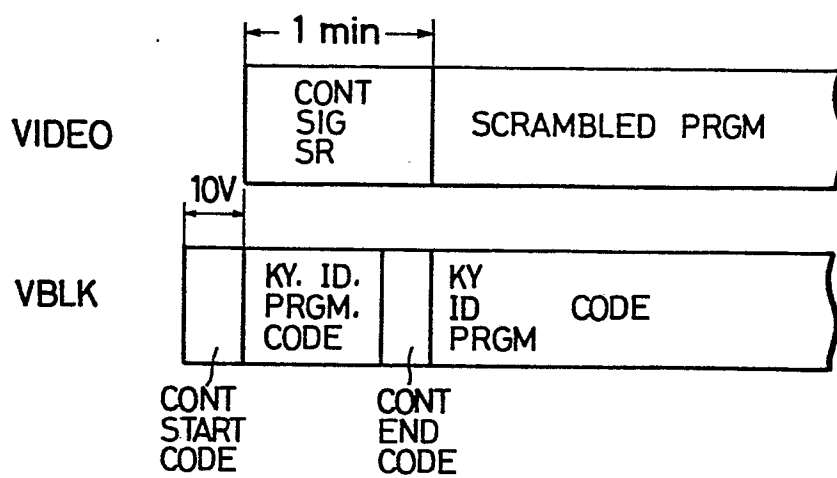 1 min
VIDEO
CONT
SIG
SR
SCRAMBLED PRGM
10V
VBLK
KY. ID.
PRGM.
CODE
KY
ID
PRGM
CODE
CONT
START
CODE
CONT
END
CODE